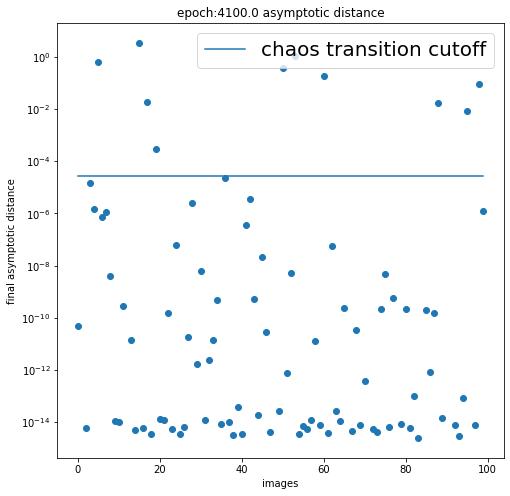 epoch:4100.0 asymptotic distance
chaos transition cutoff
10⁰
10⁻²
10⁻⁴
10⁻⁶
10⁻⁸
10⁻¹⁰
10⁻¹²
10⁻¹⁴
final asymptotic distance
0 20 40 60 80 100
images